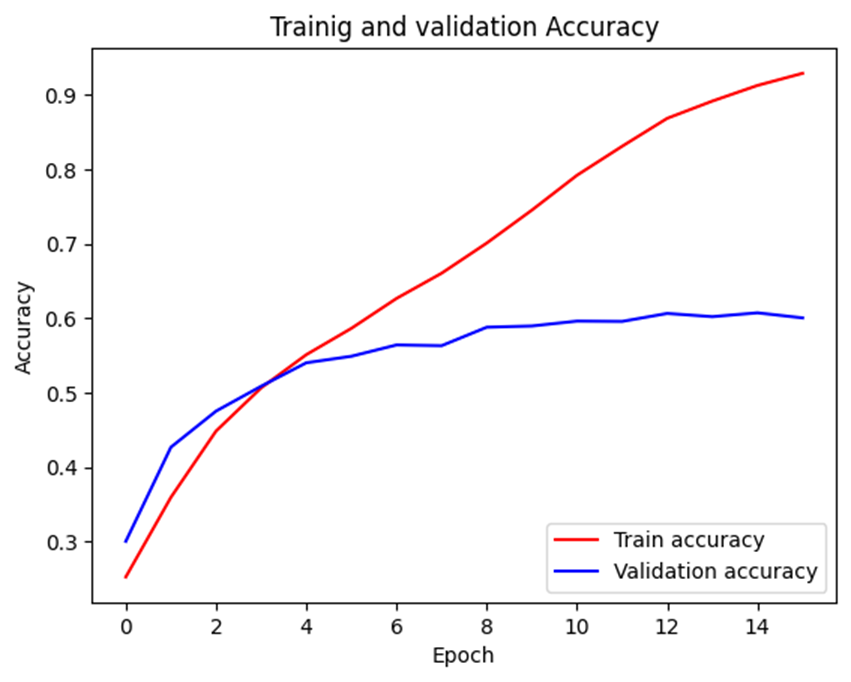 Trainig and validation Accuracy
Accuracy
0.9
0.8
0.7
0.6
0.5
0.4
0.3
Train accuracy
Validation accuracy
0 2 4 6 8 10 12 14
Epoch